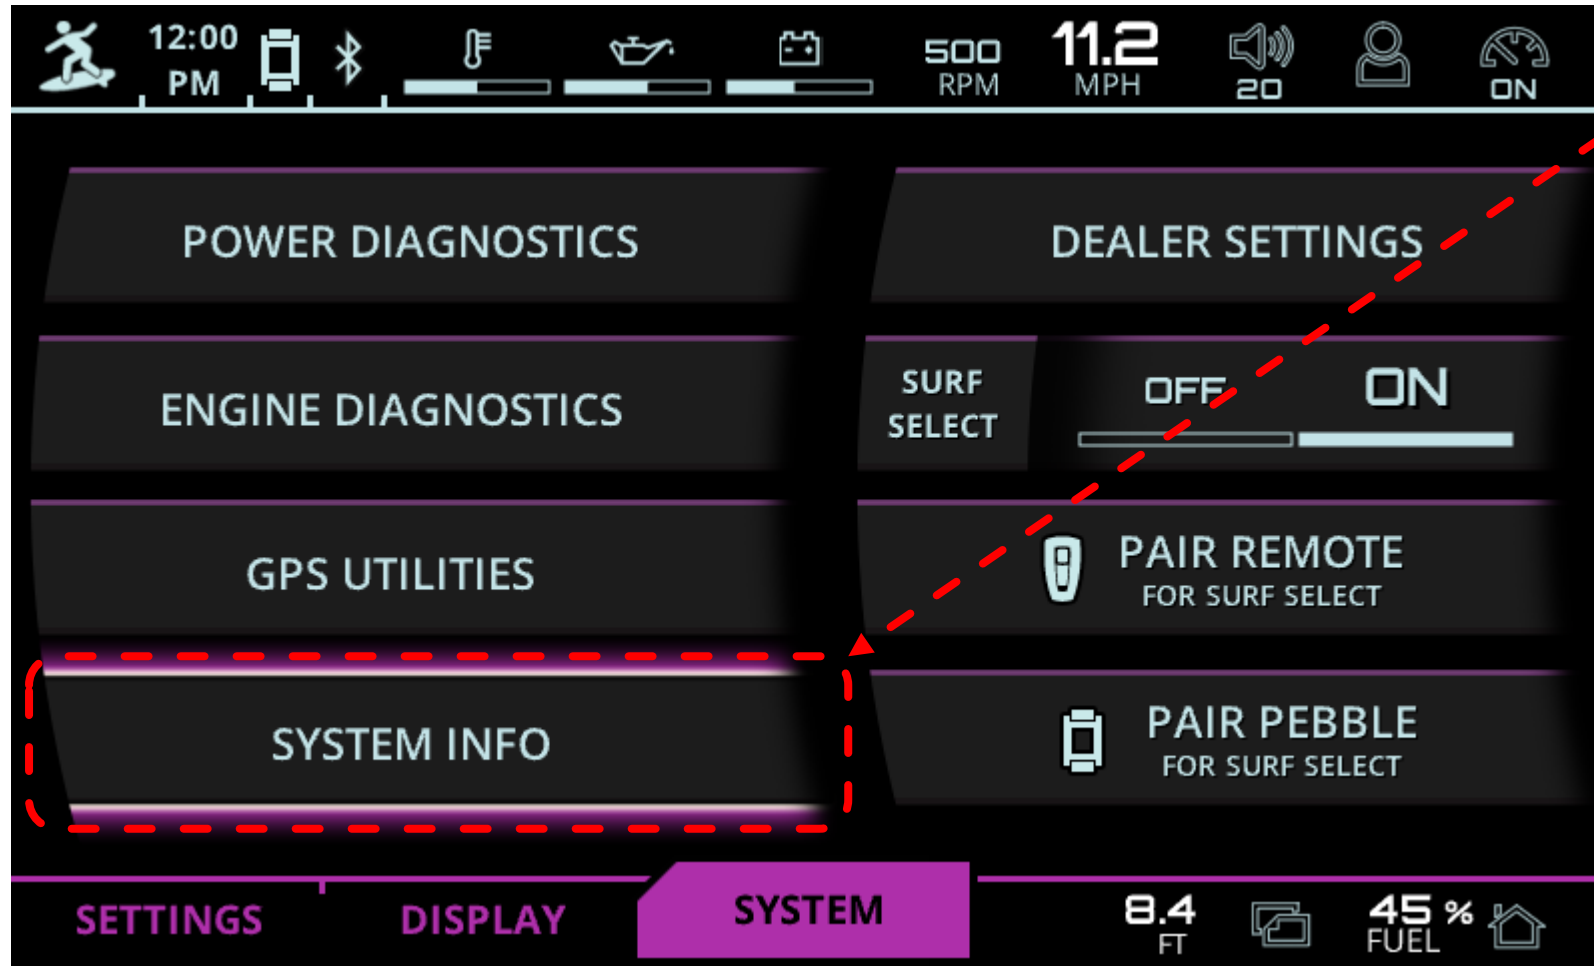 12:00
PM
500
RPM
11.2
MPH
20
ON
POWER DIAGNOSTICS
DEALER SETTINGS
ENGINE DIAGNOSTICS
SURF
SELECT
OFF
ON
GPS UTILITIES
PAIR REMOTE
FOR SURF SELECT
SYSTEM INFO
PAIR PEBBLE
FOR SURF SELECT
SETTINGS
DISPLAY
SYSTEM
8.4
FT
45 %
FUEL